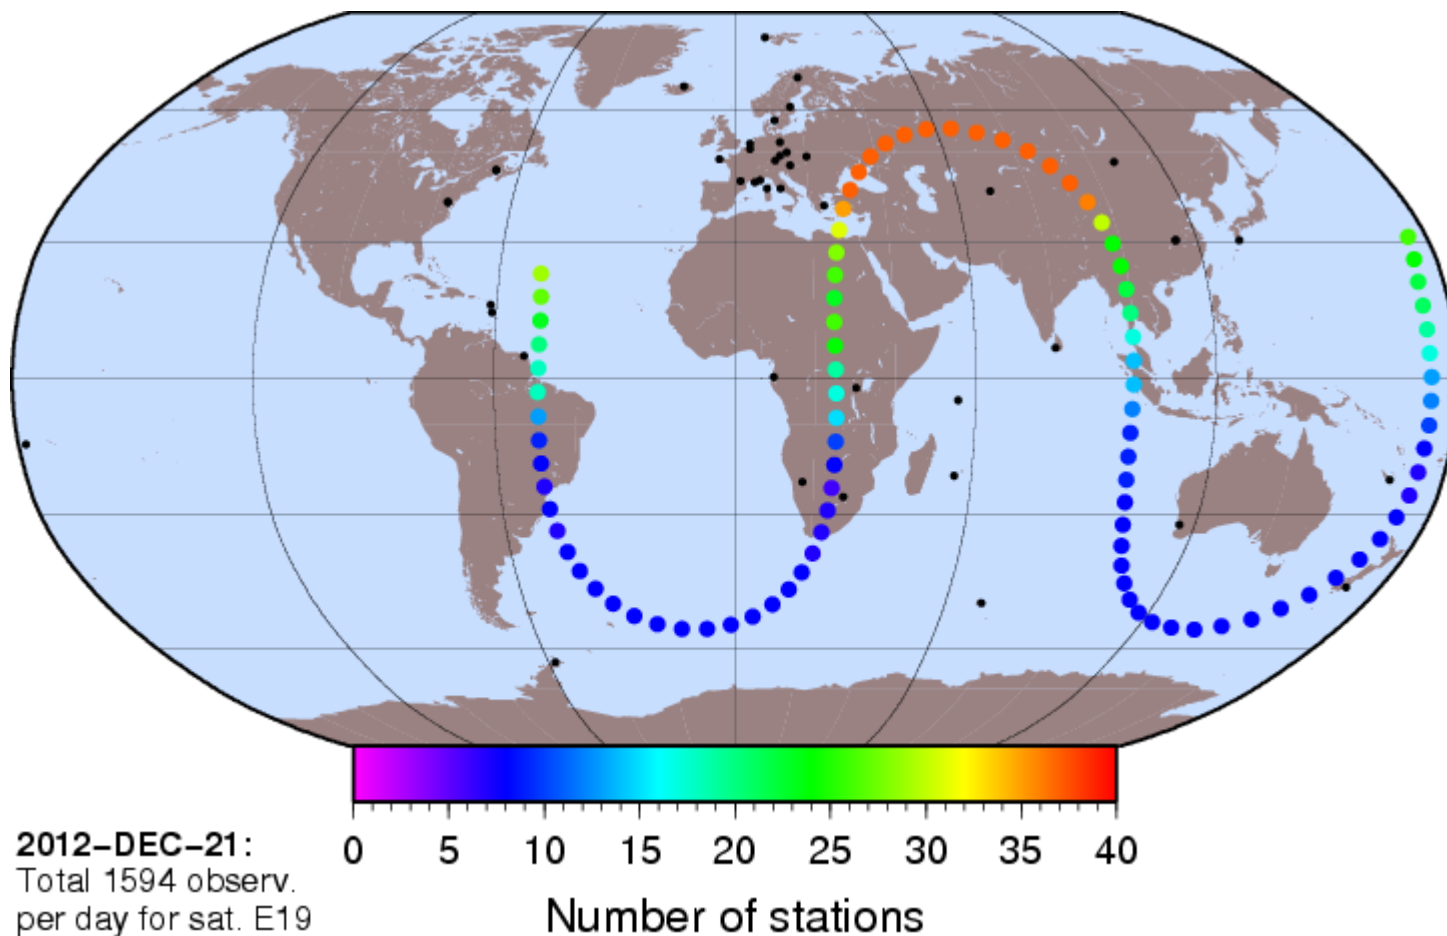 0 5 10 15 20 25 30 35 40
Number of stations
2012–DEC–21:
Total 1594 observ.
per day for sat. E19